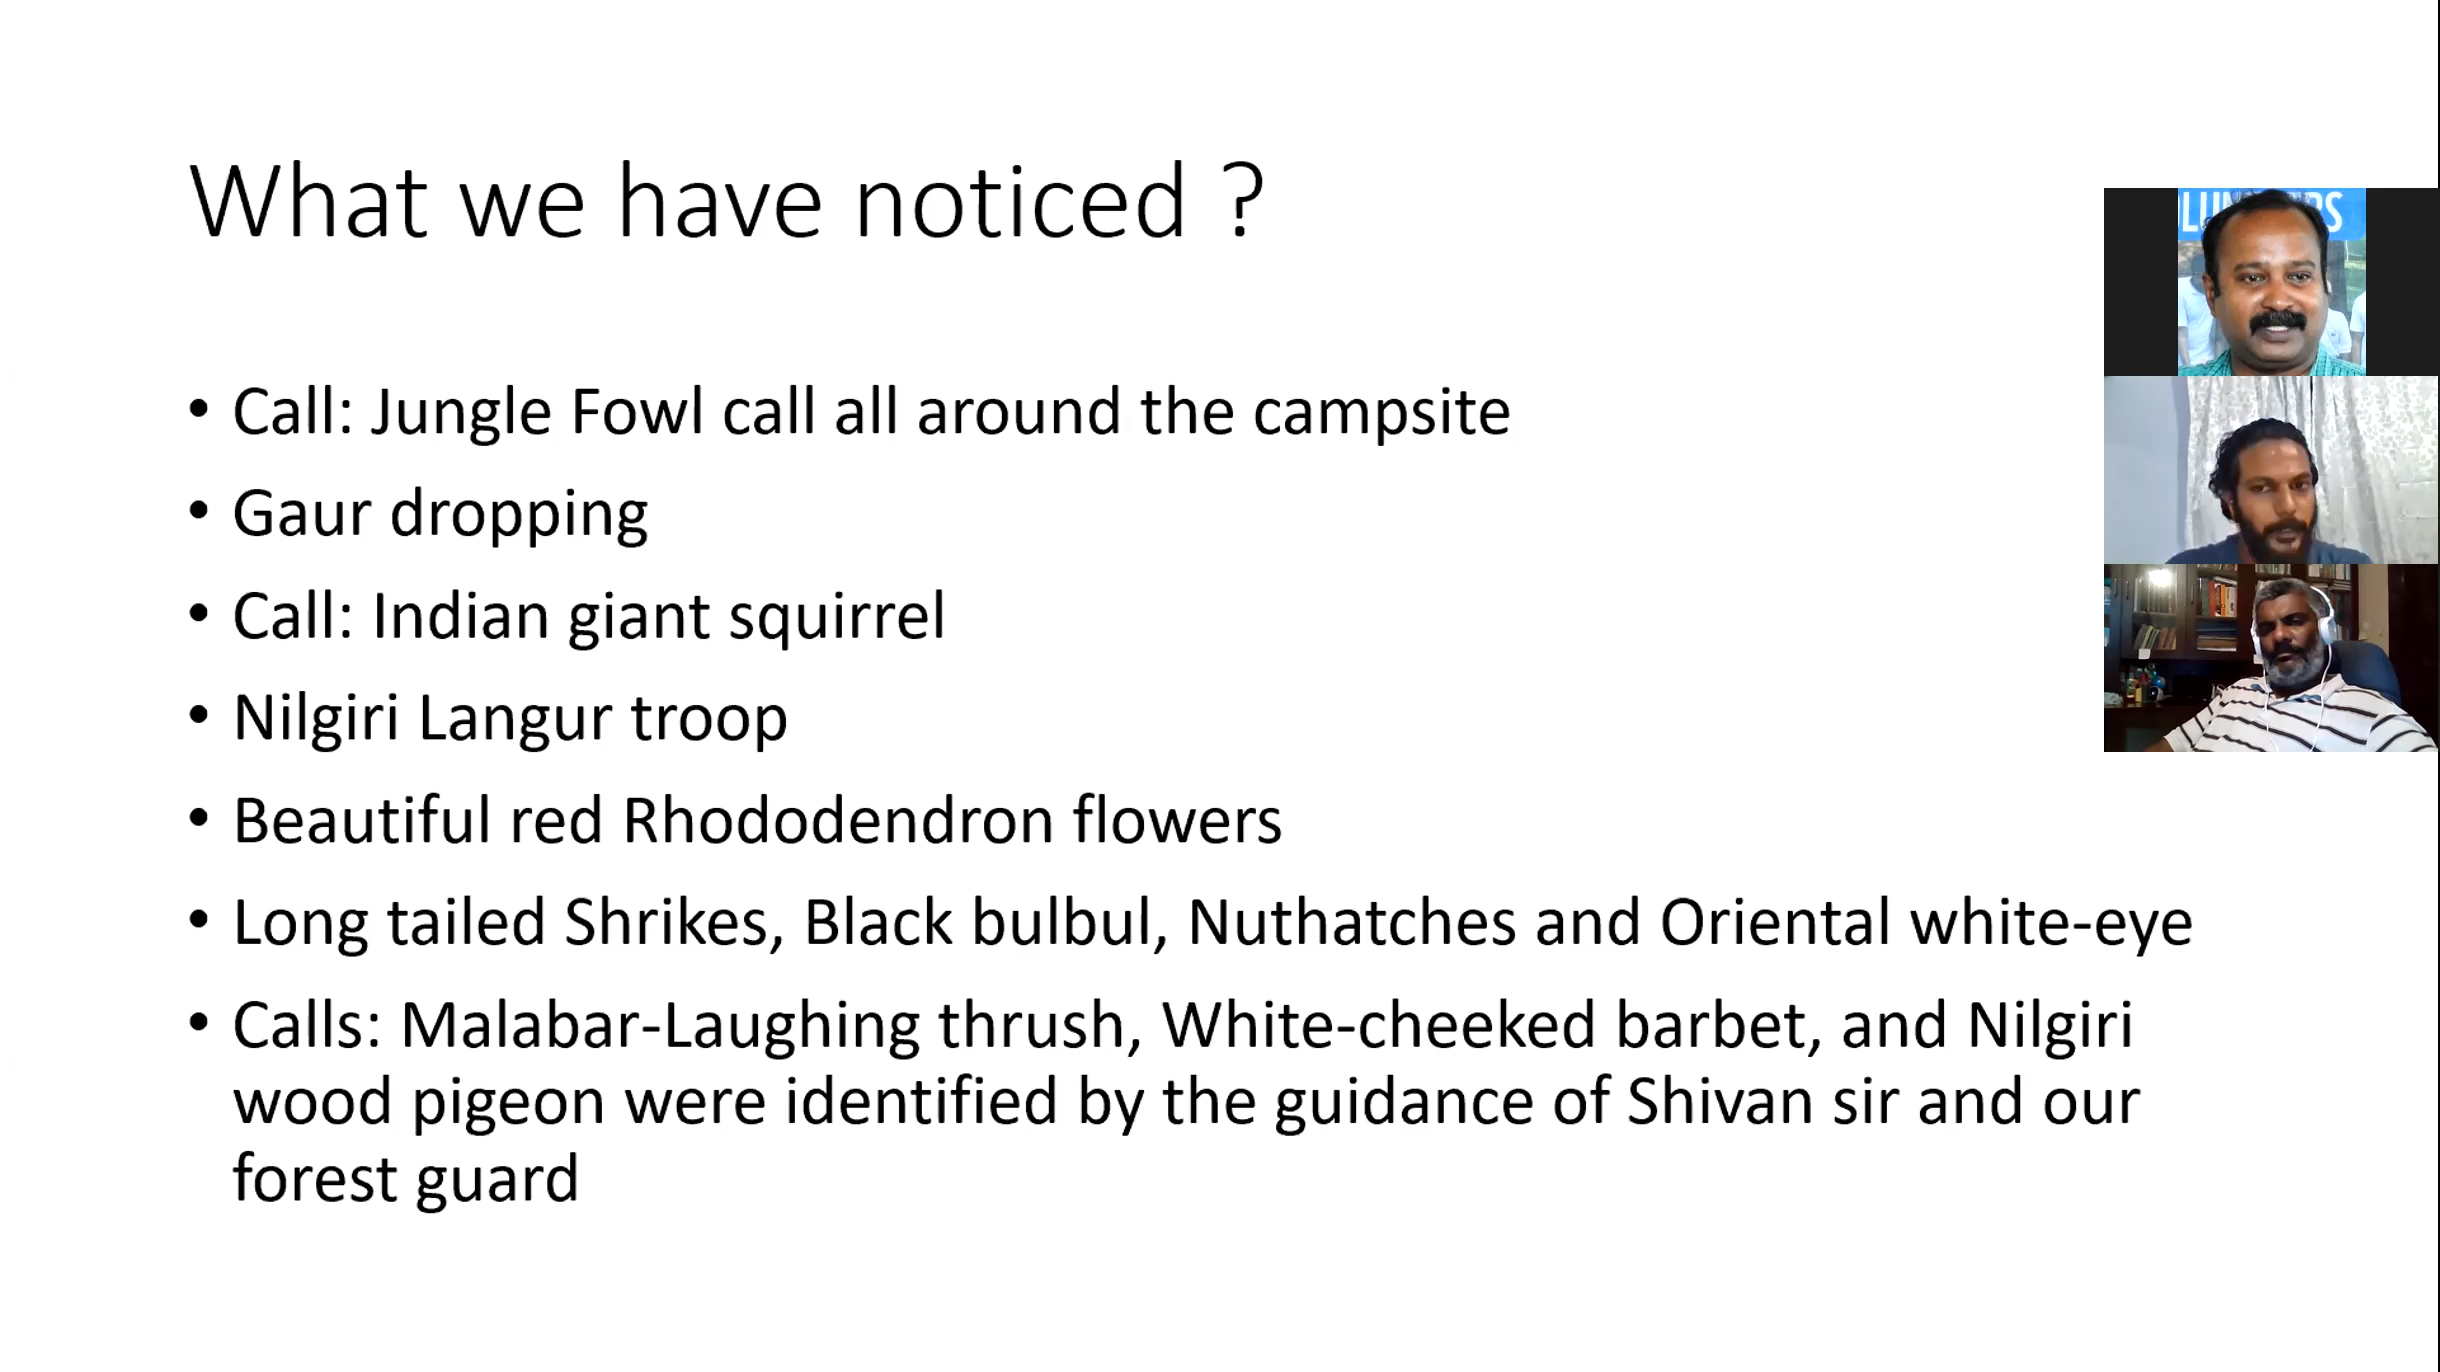 What we have noticed ?
• Call: Jungle Fowl call all around the campsite
• Gaur dropping
• Call: Indian giant squirrel
• Nilgiri Langur troop
• Beautiful red Rhododendron flowers
• Long tailed Shrikes, Black bulbul, Nuthatches and Oriental white-eye
• Calls: Malabar-Laughing thrush, White-cheeked barbet, and Nilgiri
wood pigeon were identified by the guidance of Shivan sir and our
forest guard